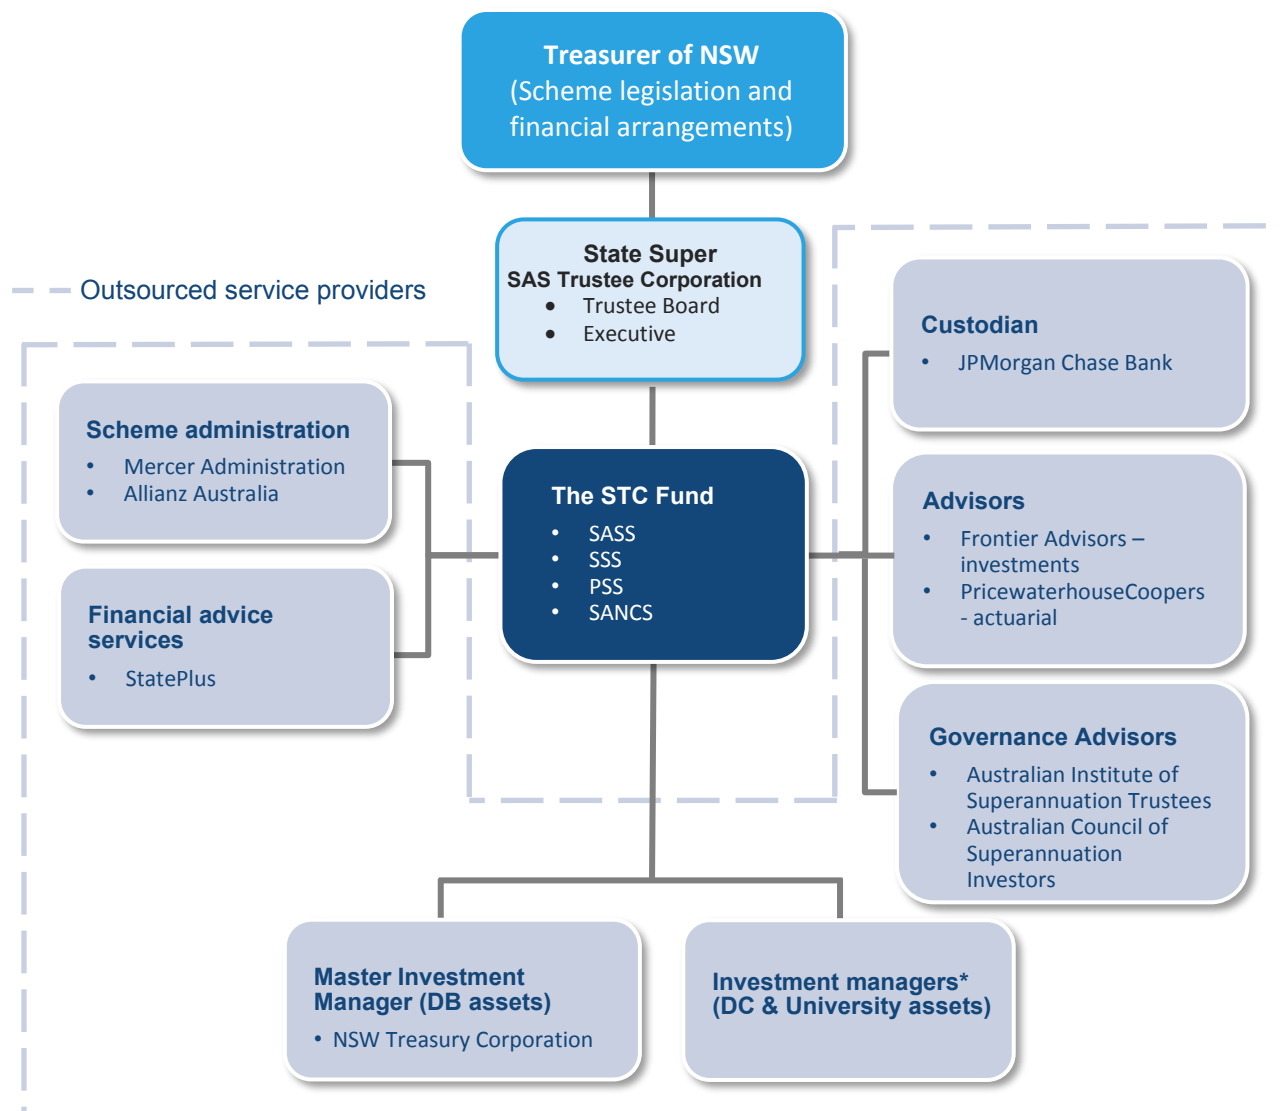 Treasurer of NSW
(Scheme legislation and
financial arrangements)
State Super
SAS Trustee Corporation
• Trustee Board
• Executive
Outsourced service providers
Custodian
• JPMorgan Chase Bank
Scheme administration
• Mercer Administration
• Allianz Australia
The STC Fund
• SASS
• SSS
• PSS
• SANCS
Advisors
• Frontier Advisors –
investments
• PricewaterhouseCoopers
- actuarial
Financial advice
services
• StatePlus
Governance Advisors
• Australian Institute of
Superannuation Trustees
• Australian Council of
Superannuation
Investors
Master Investment
Manager (DB assets)
• NSW Treasury Corporation
Investment managers*
(DC & University assets)